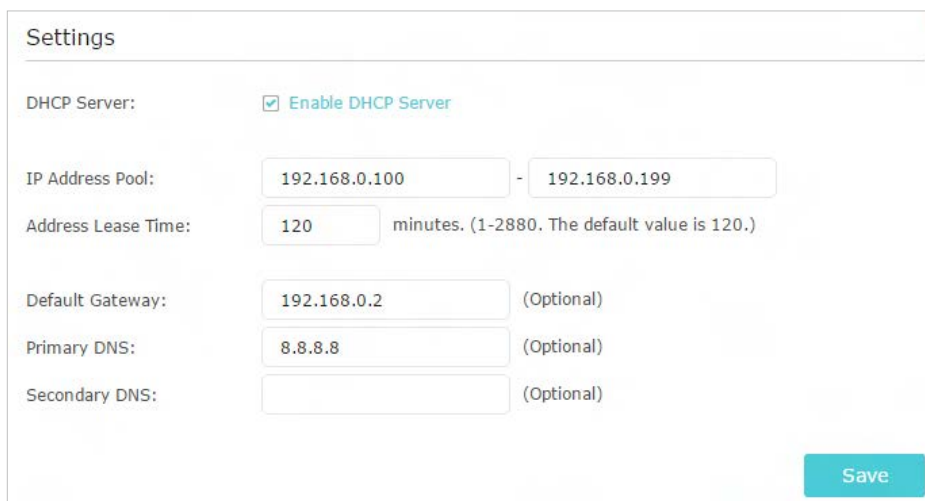 Settings
DHCP Server: Enable DHCP Server
IP Address Pool: 192.168.0.100 - 192.168.0.199
Address Lease Time: 120 minutes. (1-2880. The default value is 120.)
Default Gateway: 192.168.0.2 (Optional)
Primary DNS: 8.8.8.8 (Optional)
Secondary DNS: (Optional)
Save